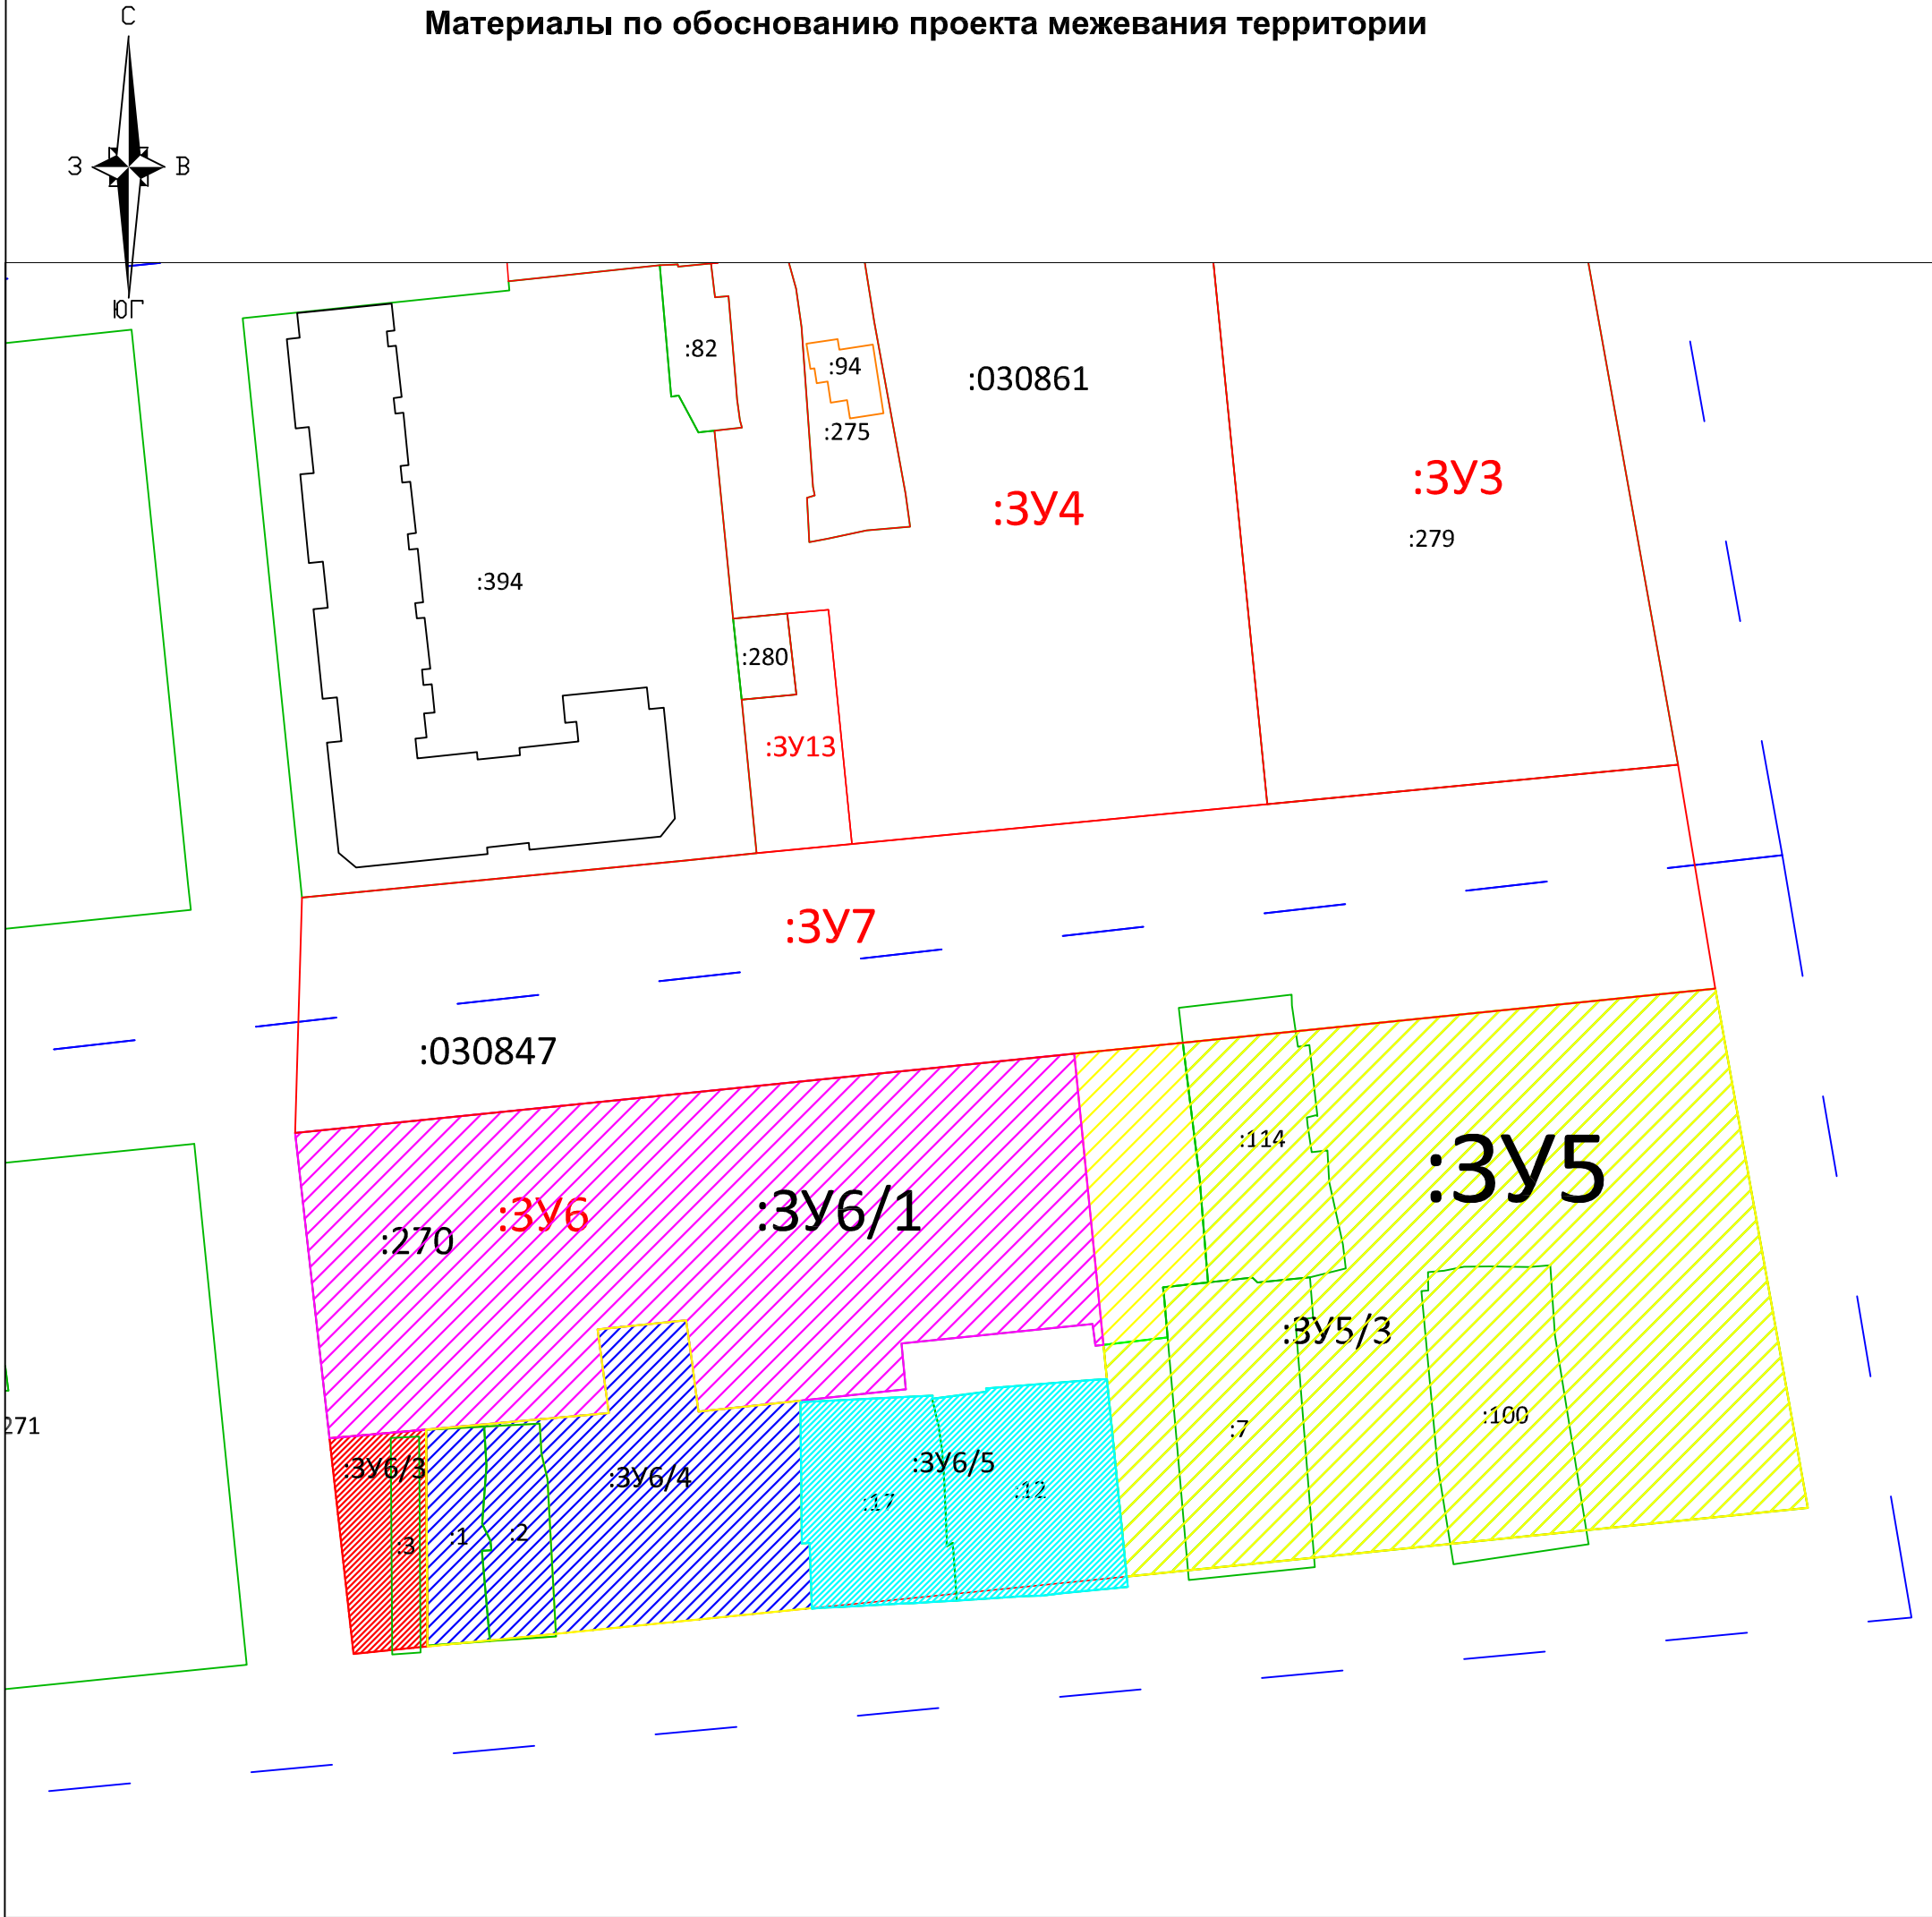 Материалы по обоснованию проекта межевания территории
С
З
В
ЮГ
:82
:94
:275
:030861
:ЗУ4
:ЗУ3
:279
:394
:280
:ЗУ13
:ЗУ7
:030847
:114
:ЗУ5
:ЗУ6
:ЗУ6/1
:270
:ЗУ5/3
:7
:100
271
:ЗУ6/3
:ЗУ6/4
:ЗУ6/5
:17
:12
:3
:1
:2